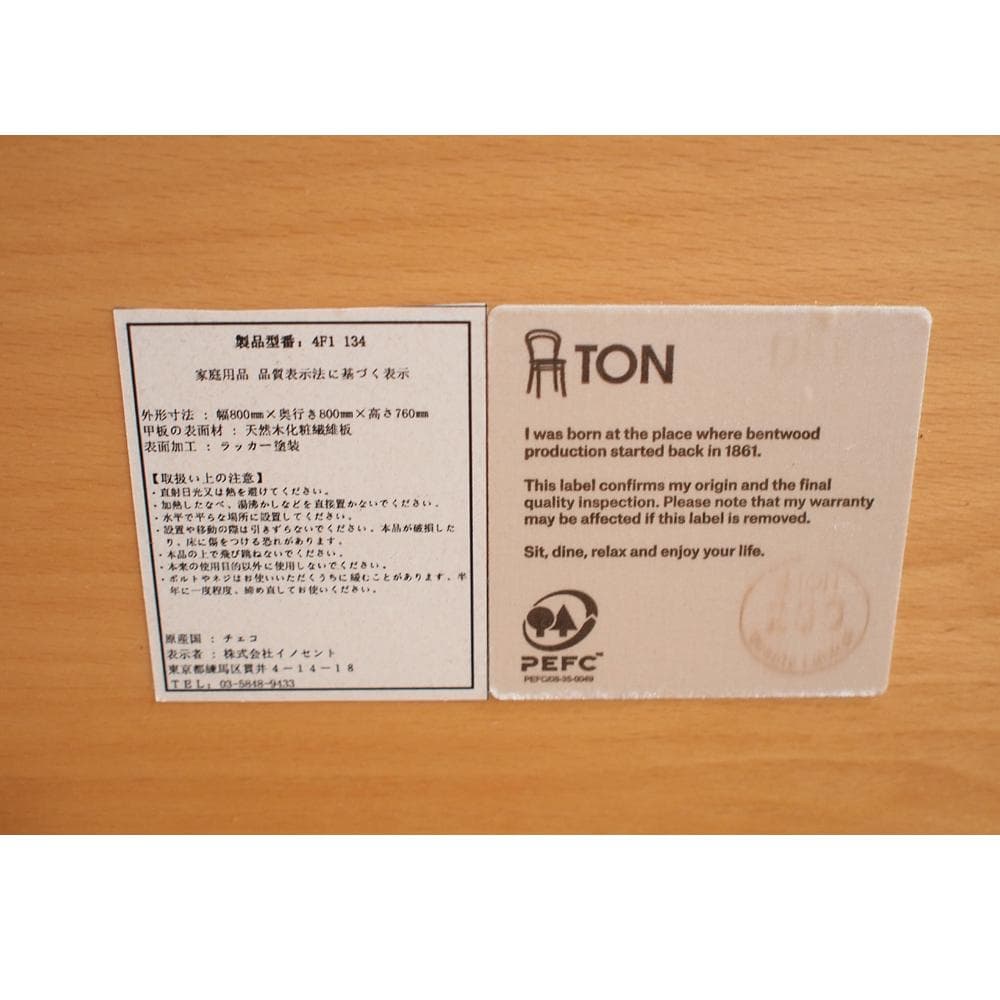 製品型番: 4F1 134
家庭用品 品質表示法に基づく表示
外形寸法 : 幅800㎜×奥行き800㎜×高さ760㎜
甲板の表面材 : 天然木化粧繊維板
表面加工 : ラッカー塗装
【取扱い上の注意】
・直射日光又は熱を避けてください。
・加熱したなべ、湯沸かしなどを直接置かないでください。
・水平で平らな場所に設置してください。
・設置や移動の際は引きずらないでください。本品が破損した
り、床に傷をつける恐れがあります。
・本品の上で飛び跳ねないでください。
・本来の使用目的以外に使用しないでください。
・ボルトやネジはお使いいただくうちに緩むことがあります。半
年に一度程度、締め直してお使いください。
原産国 : チェコ
表示者 : 株式会社イノセント
東京都練馬区貫井4-14-18
TEL: 03-5848-9433
TON
I was born at the place where bentwood
production started back in 1861.
This label confirms my origin and the final
quality inspection. Please note that my warranty
may be affected if this label is removed.
Sit, dine, relax and enjoy your life.
PEFC™
PEFC/08-35-0049